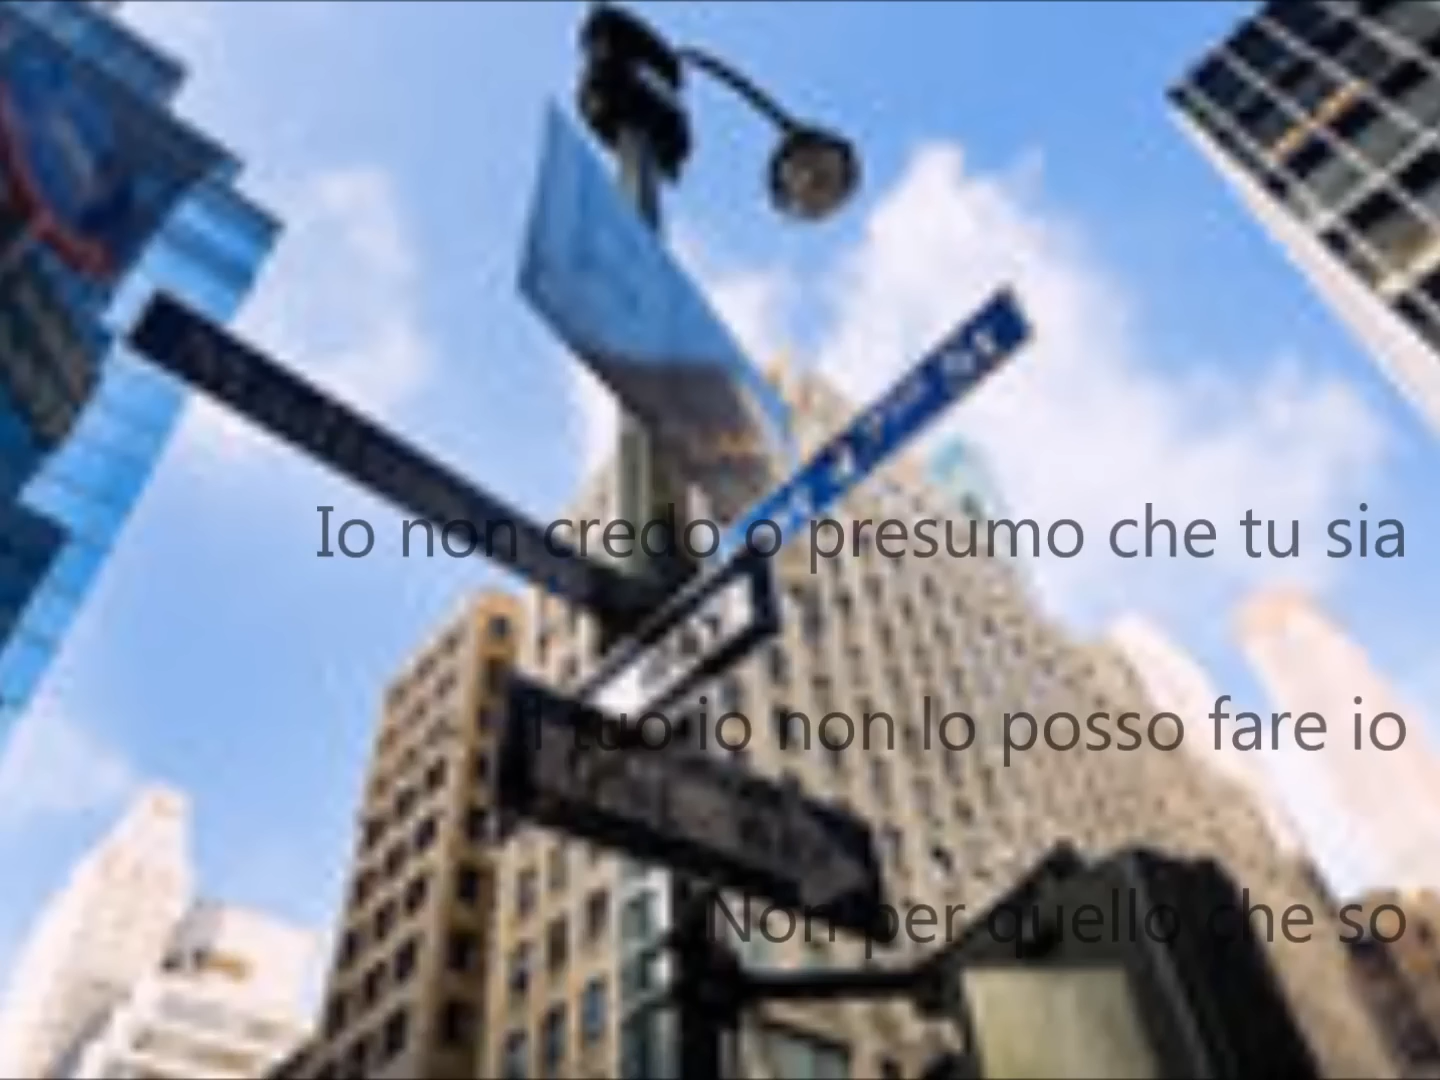 Io non credo o presumo che tu sia
Il tuo io non lo posso fare io
Non per quello che so